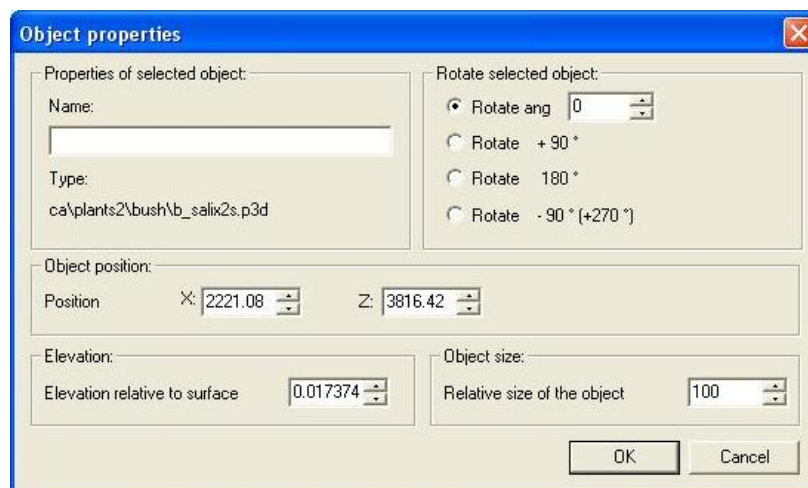 Object properties
Properties of selected object:
Name:
Type:
ca\plants2\bush\b_salix2s.p3d
Rotate selected object:
Rotate ang 0
Rotate + 90 °
Rotate 180 °
Rotate - 90 ° (+270 °)
Object position:
Position X: 2221.08 Z: 3816.42
Elevation:
Elevation relative to surface 0.017374
Object size:
Relative size of the object 100
OK Cancel